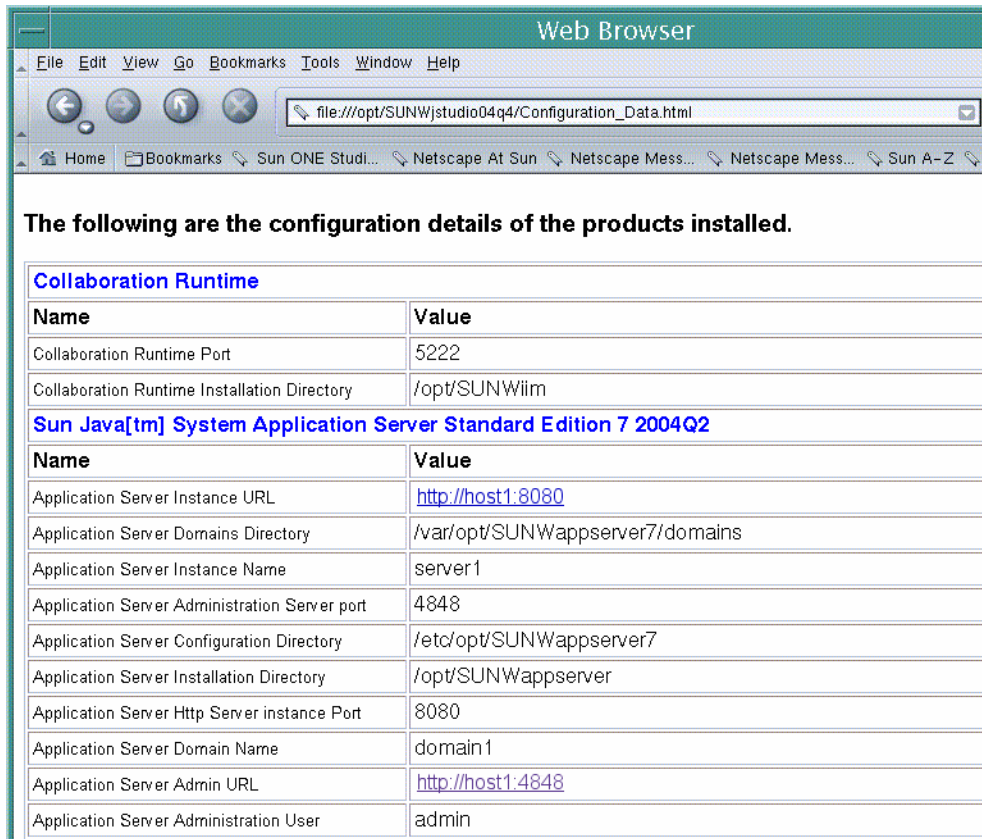 Web Browser
File Edit View Go Bookmarks Tools Window Help
file:///opt/SUNWjstudio04q4/Configuration_Data.html
Home Bookmarks Sun ONE Studi... Netscape At Sun Netscape Mess... Netscape Mess... Sun A-Z
The following are the configuration details of the products installed.
Collaboration Runtime
Name Value
Collaboration Runtime Port 5222
Collaboration Runtime Installation Directory /opt/SUNWiim
Sun Java[tm] System Application Server Standard Edition 7 2004Q2
Name Value
Application Server Instance URL http://host1:8080
Application Server Domains Directory /var/opt/SUNWappserver7/domains
Application Server Instance Name server1
Application Server Administration Server port 4848
Application Server Configuration Directory /etc/opt/SUNWappserver7
Application Server Installation Directory /opt/SUNWappserver
Application Server Http Server instance Port 8080
Application Server Domain Name domain1
Application Server Admin URL http://host1:4848
Application Server Administration User admin